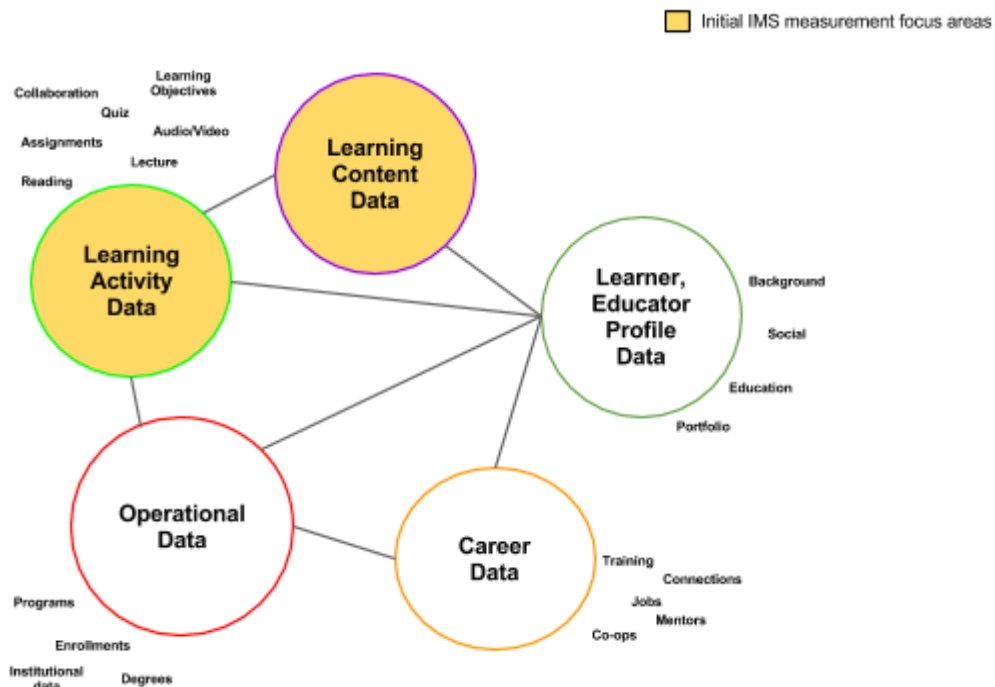 Initial IMS measurement focus areas
Learning
Objectives
Collaboration
Quiz
Audio/Video
Assignments
Lecture
Reading
Learning
Content
Data
Learning
Activity
Data
Learner,
Educator
Profile
Data
Background
Social
Education
Portfolio
Operational
Data
Career
Data
Training
Connections
Jobs
Mentors
Co-ops
Programs
Enrollments
Institutional
data
Degrees